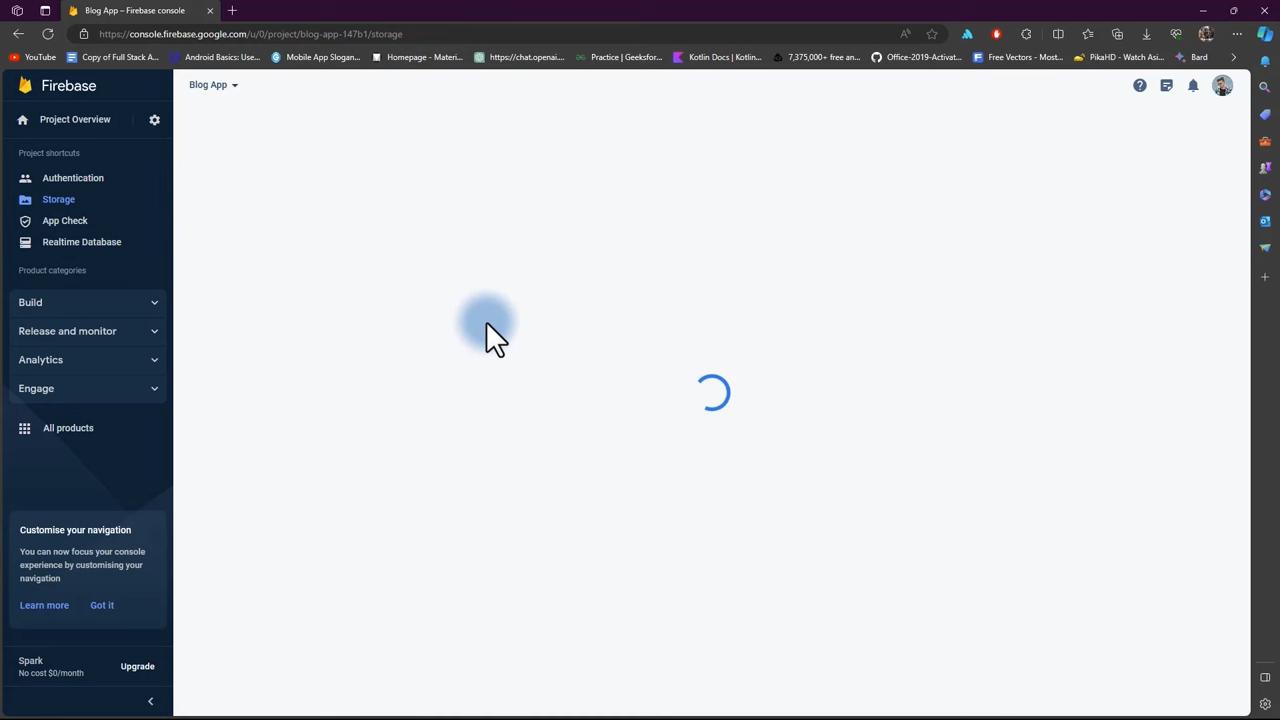 Blog App – Firebase console
https://console.firebase.google.com/u/0/project/blog-app-147b1/storage
YouTube
Copy of Full Stack A...
Android Basics: Use...
Mobile App Slogan...
Homepage - Materi...
https://chat.openai....
Practice | Geeksfor...
Kotlin Docs | Kotlin...
7,375,000+ free an...
Office-2019-Activat...
Free Vectors - Most...
PikaHD - Watch Asi...
Bard
Firebase
Blog App
Project Overview
Project shortcuts
Authentication
Storage
App Check
Realtime Database
Product categories
Build
Release and monitor
Analytics
Engage
All products
Customise your navigation
You can now focus your console
experience by customising your
navigation
Learn more
Got it
Spark
No cost $0/month
Upgrade